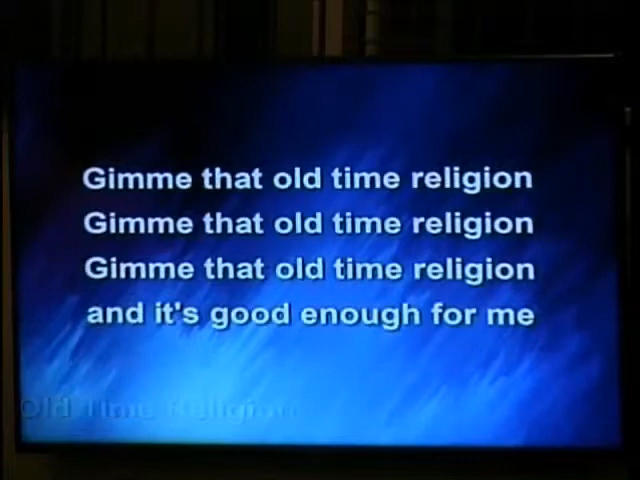 Gimme that old time religion
Gimme that old time religion
Gimme that old time religion
and it's good enough for me
Old Time Religion